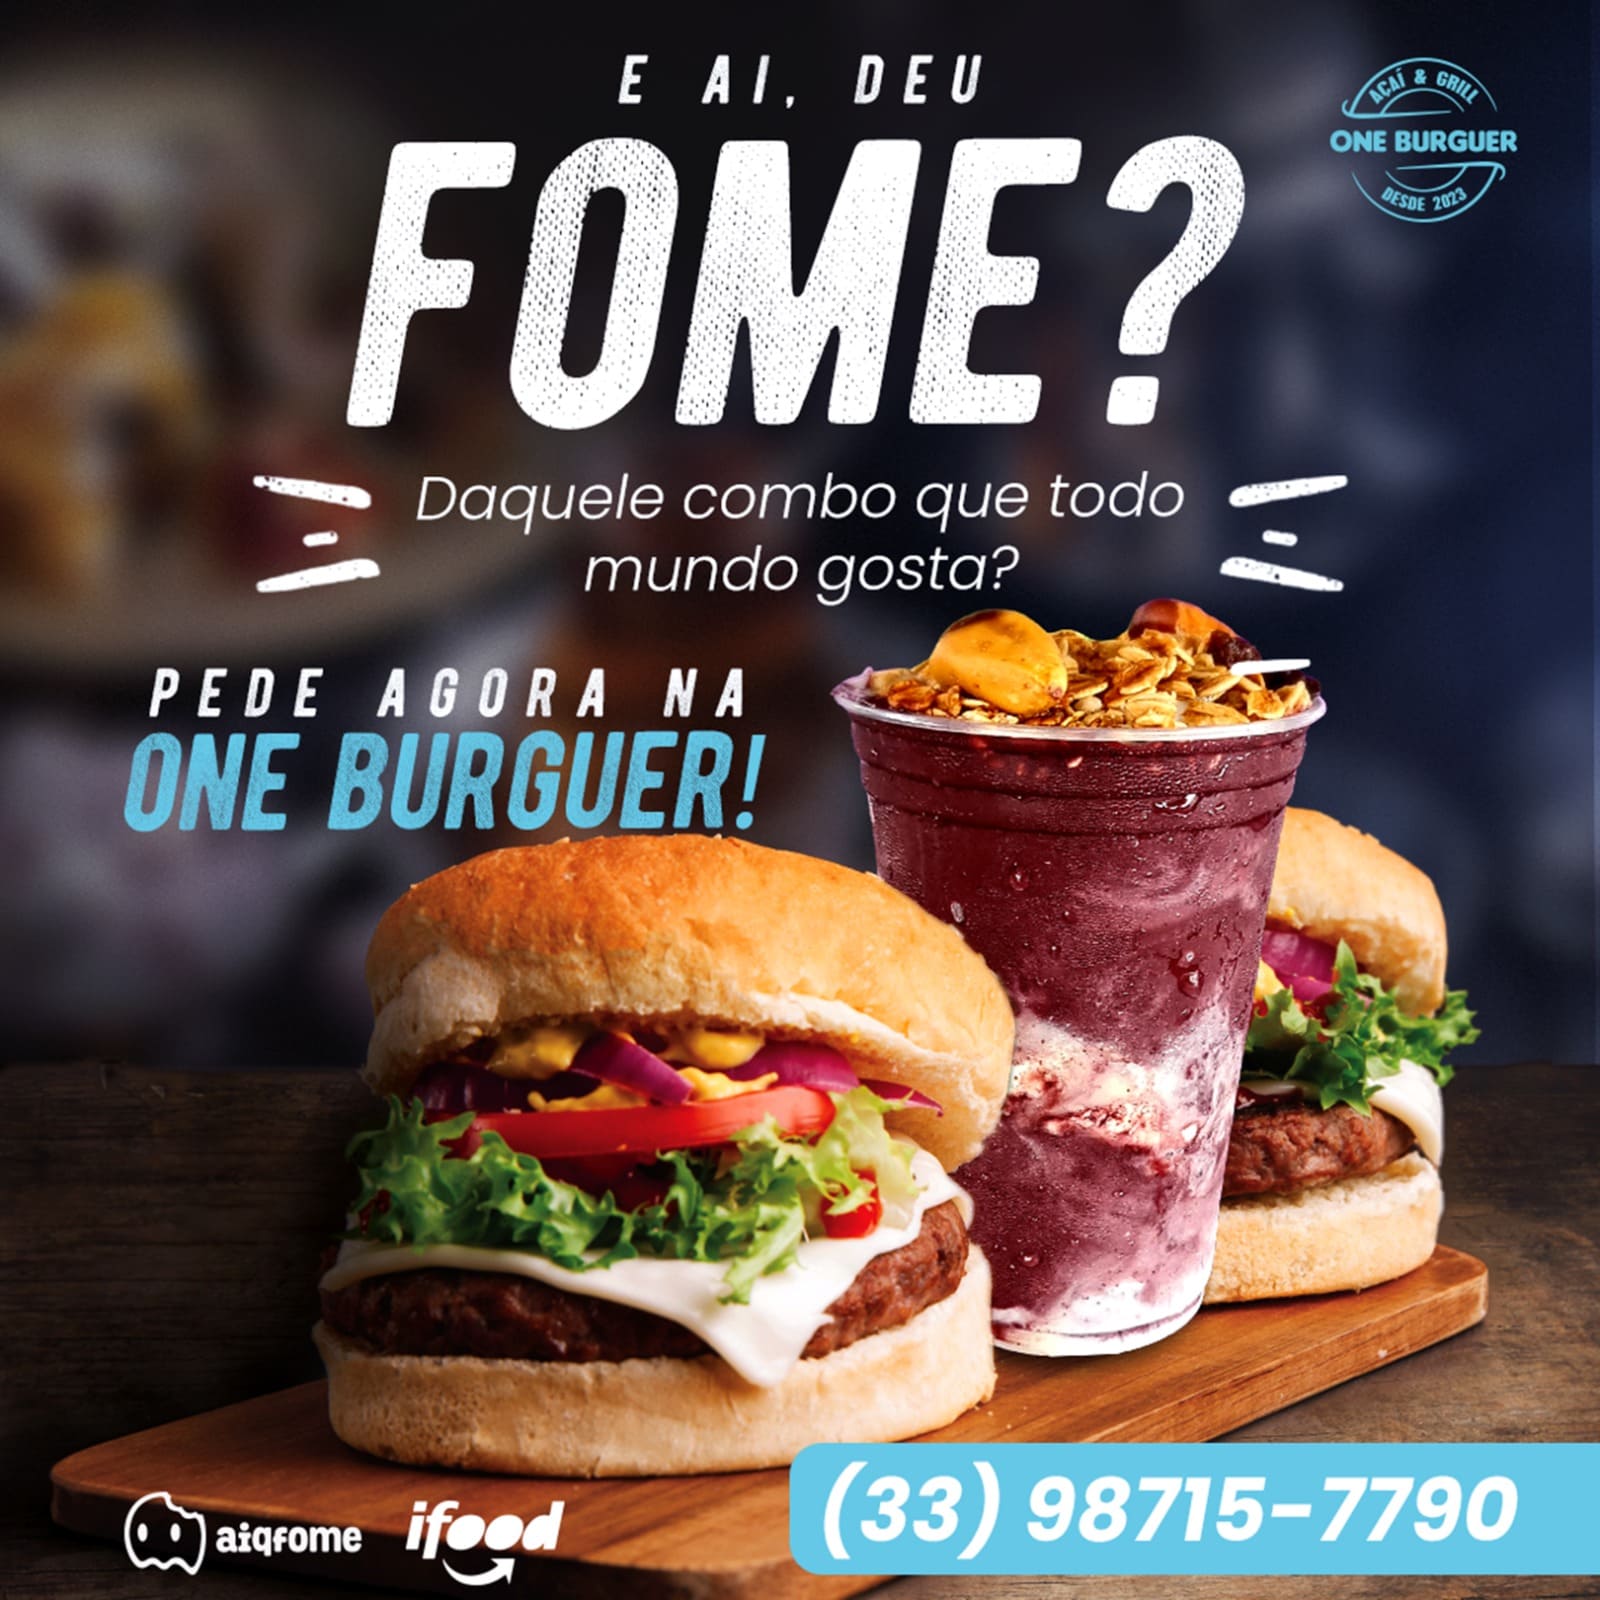 E AI, DEU
FOME?
AÇAÍ & GRILL
ONE BURGUER
DESDE 2023
Daquele combo que todo
mundo gosta?
PEDE AGORA NA
ONE BURGUER!
(33) 98715-7790
aiqfome
ifood